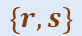 {r, s}